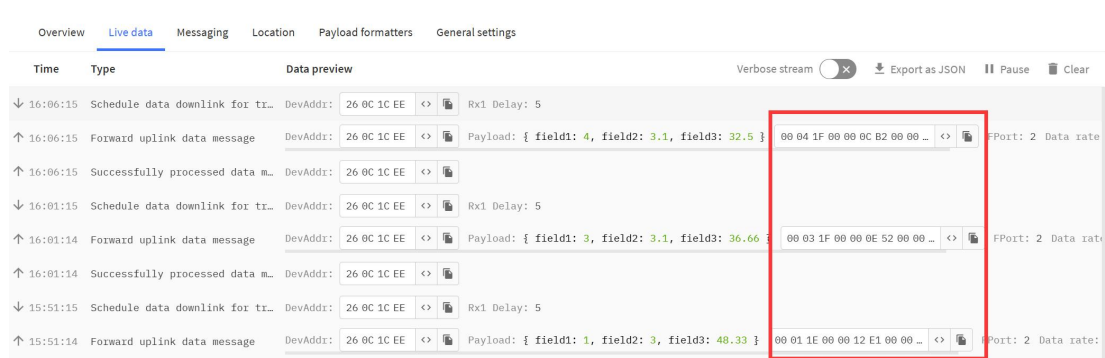 Overview Live data Messaging Location Payload formatters General settings
Time Type Data preview Verbose stream Export as JSON Pause Clear
16:06:15 Schedule data downlink for tr… DevAddr: 26 0C 1C EE <> Rx1 Delay: 5
16:06:15 Forward uplink data message DevAddr: 26 0C 1C EE <> Payload: { field1: 4, field2: 3.1, field3: 32.5 } 00 04 1F 00 00 0C B2 00 00 … <> FPort: 2 Data rate
16:06:15 Successfully processed data m… DevAddr: 26 0C 1C EE <>
16:01:15 Schedule data downlink for tr… DevAddr: 26 0C 1C EE <> Rx1 Delay: 5
16:01:14 Forward uplink data message DevAddr: 26 0C 1C EE <> Payload: { field1: 3, field2: 3.1, field3: 36.66 } 00 03 1F 00 00 0E 52 00 00 … <> FPort: 2 Data rate
16:01:14 Successfully processed data m… DevAddr: 26 0C 1C EE <>
15:51:15 Schedule data downlink for tr… DevAddr: 26 0C 1C EE <> Rx1 Delay: 5
15:51:14 Forward uplink data message DevAddr: 26 0C 1C EE <> Payload: { field1: 1, field2: 3, field3: 48.33 } 00 01 1E 00 00 12 E1 00 00 … <> FPort: 2 Data rate: